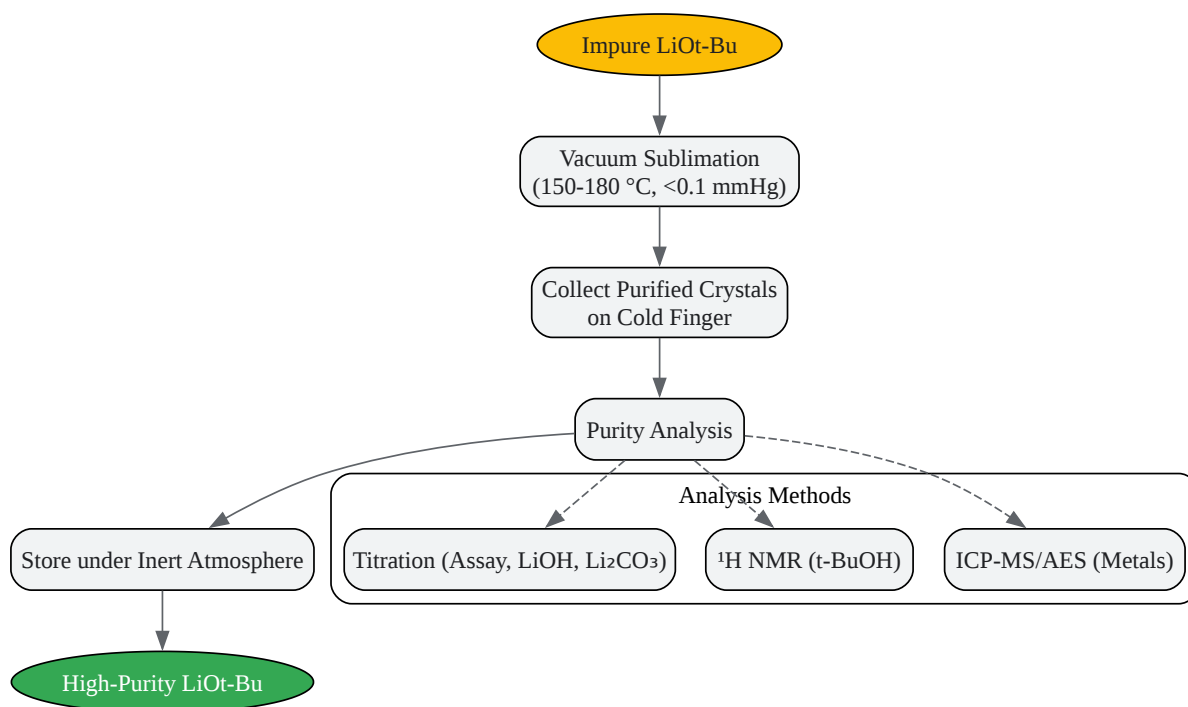 Impure LiOt-Bu
Vacuum Sublimation
(150-180 °C, <0.1 mmHg)
Collect Purified Crystals
on Cold Finger
Purity Analysis
Analysis Methods
Store under Inert Atmosphere
Titration (Assay, LiOH, Li₂CO₃)
¹H NMR (t-BuOH)
ICP-MS/AES (Metals)
High-Purity LiOt-Bu